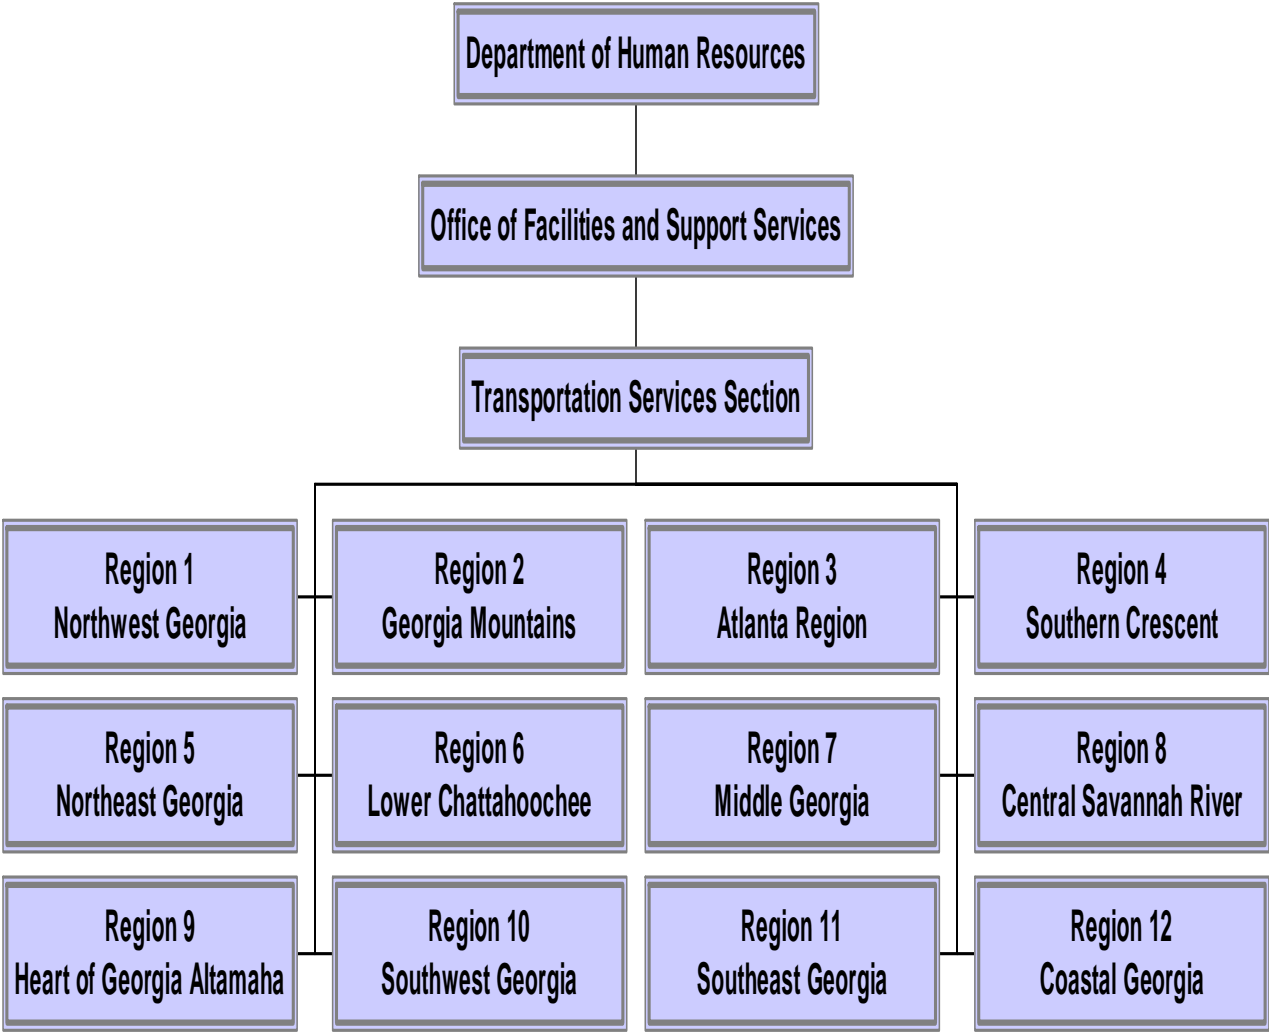 Department of Human Resources
Office of Facilities and Support Services
Transportation Services Section
Region 1
Northwest Georgia
Region 2
Georgia Mountains
Region 3
Atlanta Region
Region 4
Southern Crescent
Region 5
Northeast Georgia
Region 6
Lower Chattahoochee
Region 7
Middle Georgia
Region 8
Central Savannah River
Region 9
Heart of Georgia Altamaha
Region 10
Southwest Georgia
Region 11
Southeast Georgia
Region 12
Coastal Georgia